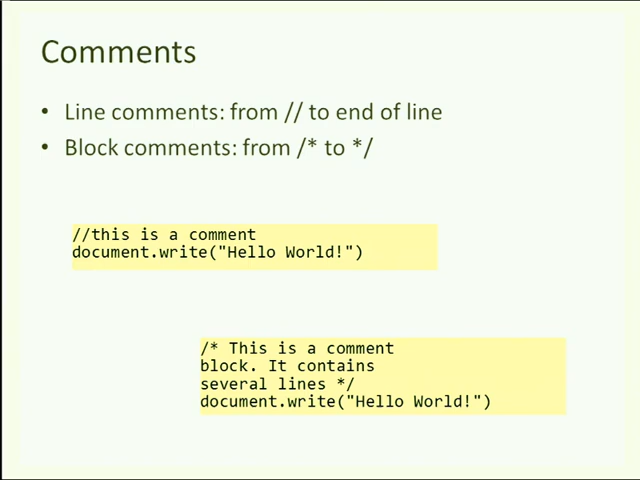 Comments
• Line comments: from // to end of line
• Block comments: from /* to */
//this is a comment
document.write("Hello World!")
/* This is a comment
block. It contains
several lines */
document.write("Hello World!")